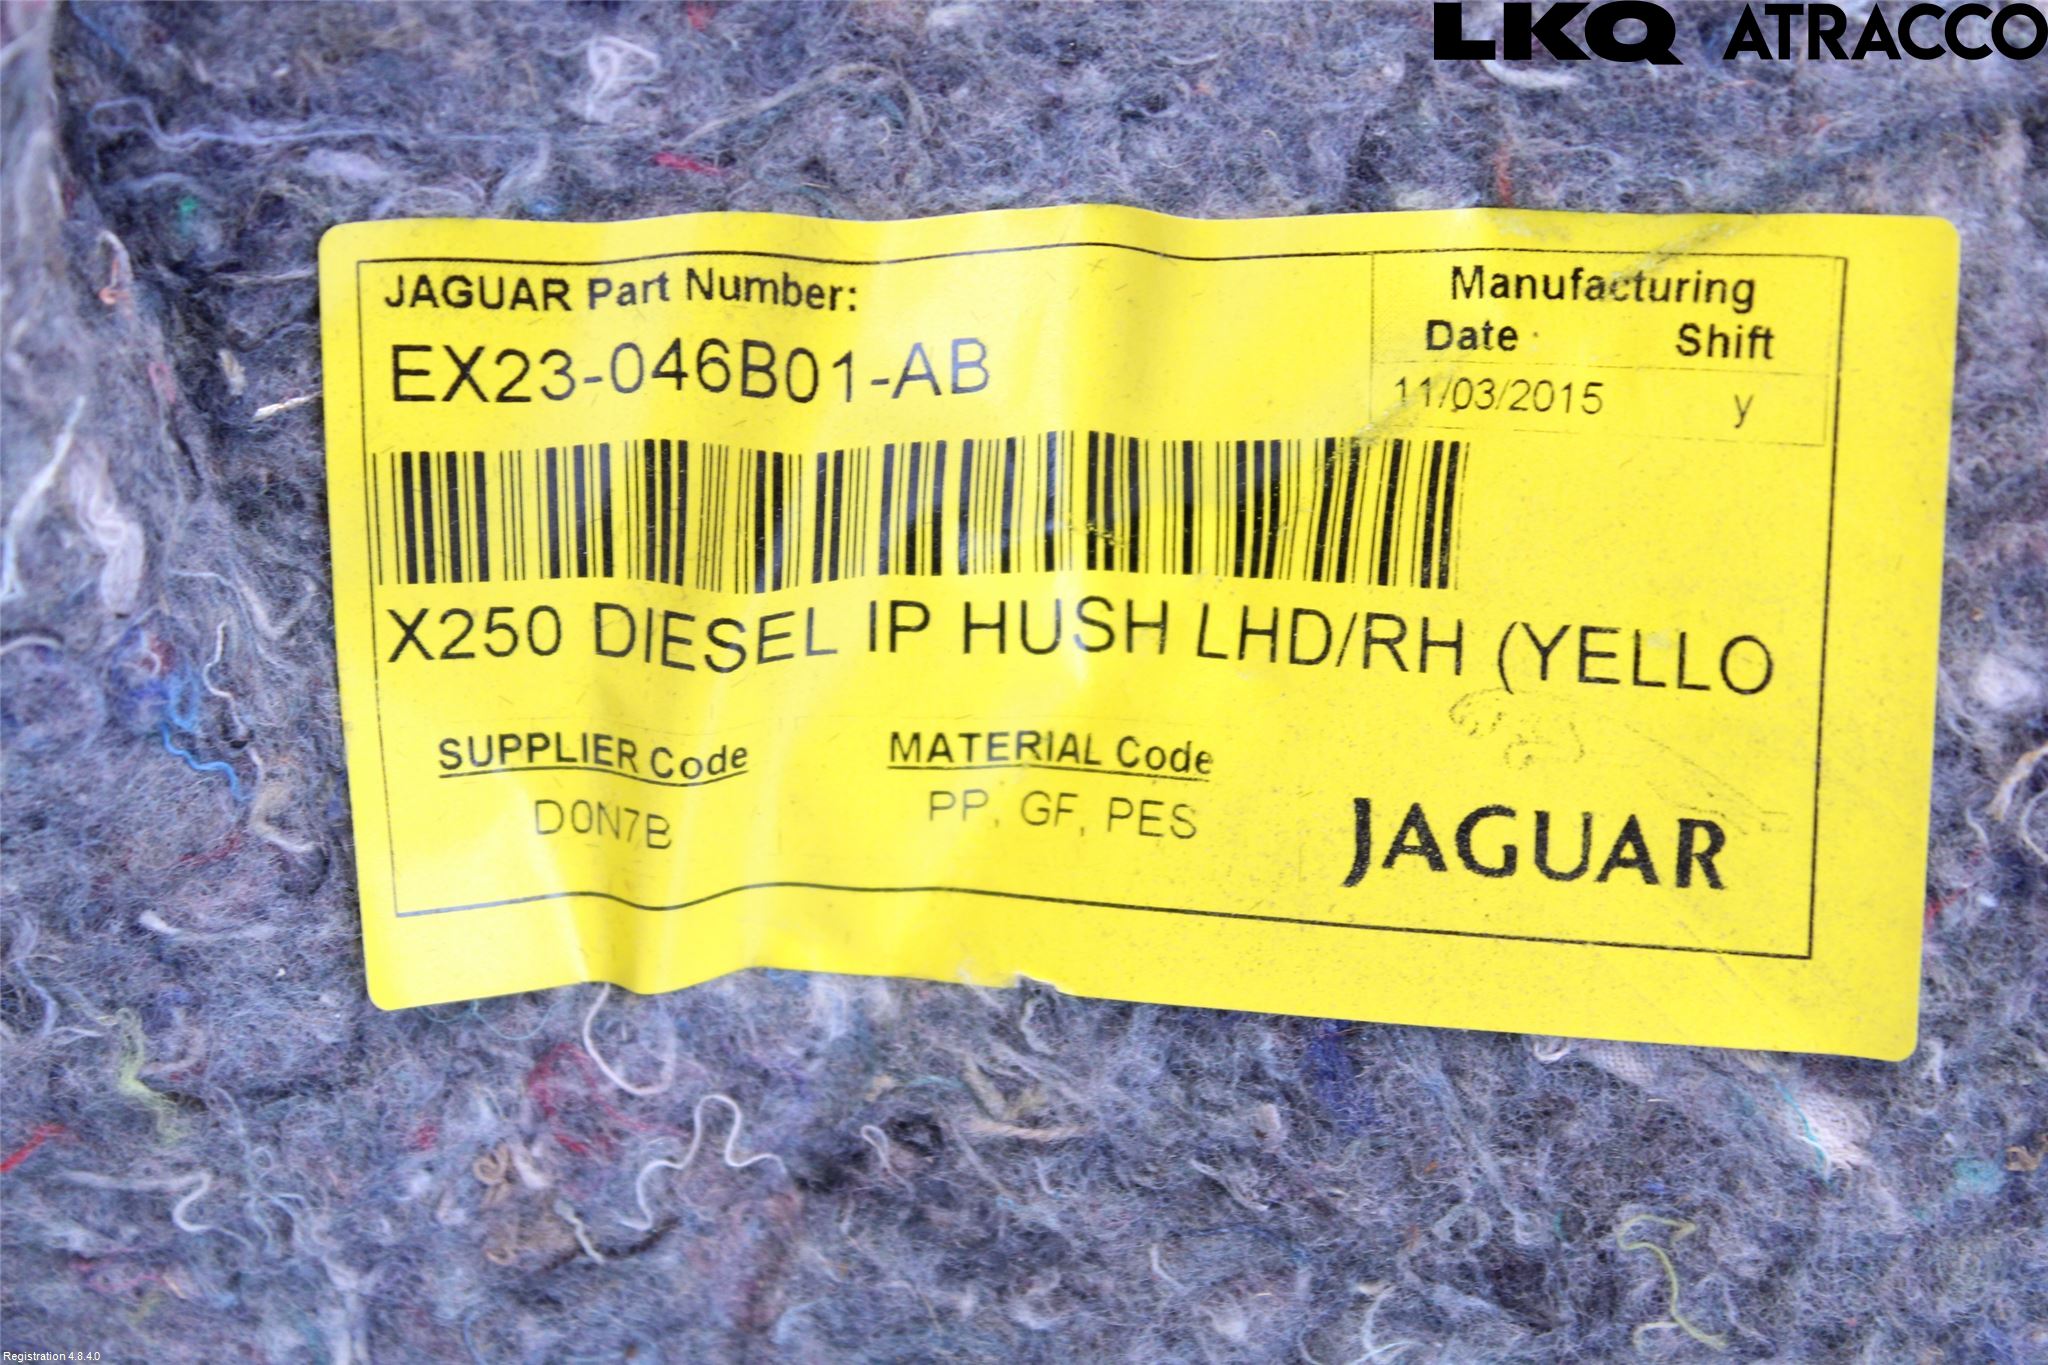 LKQ ATRACCO
JAGUAR Part Number:
EX23-046B01-AB
Manufacturing
Date Shift
11/03/2015 y
X250 DIESEL IP HUSH LHD/RH (YELLO
SUPPLIER Code
D0N7B
MATERIAL Code
PP, GF, PES
JAGUAR
Registration 4.8.4.0